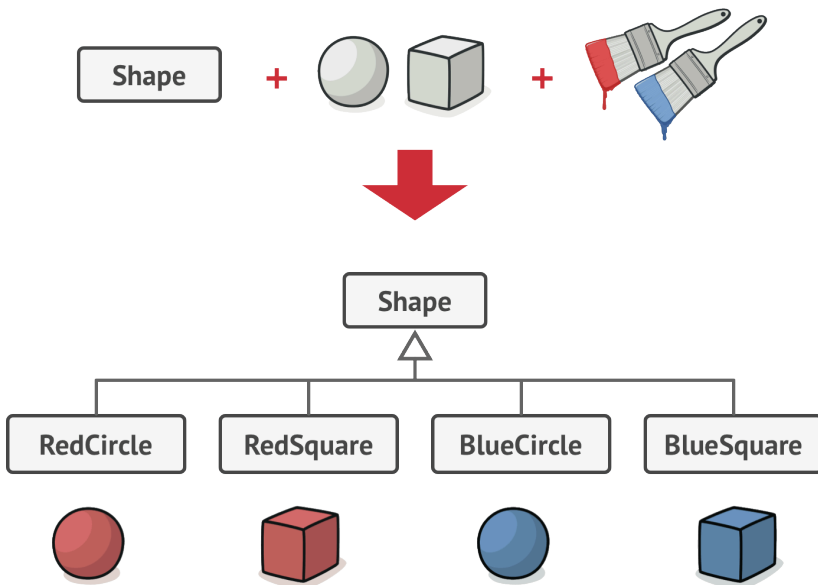 Shape
+
+
Shape
RedCircle
RedSquare
BlueCircle
BlueSquare